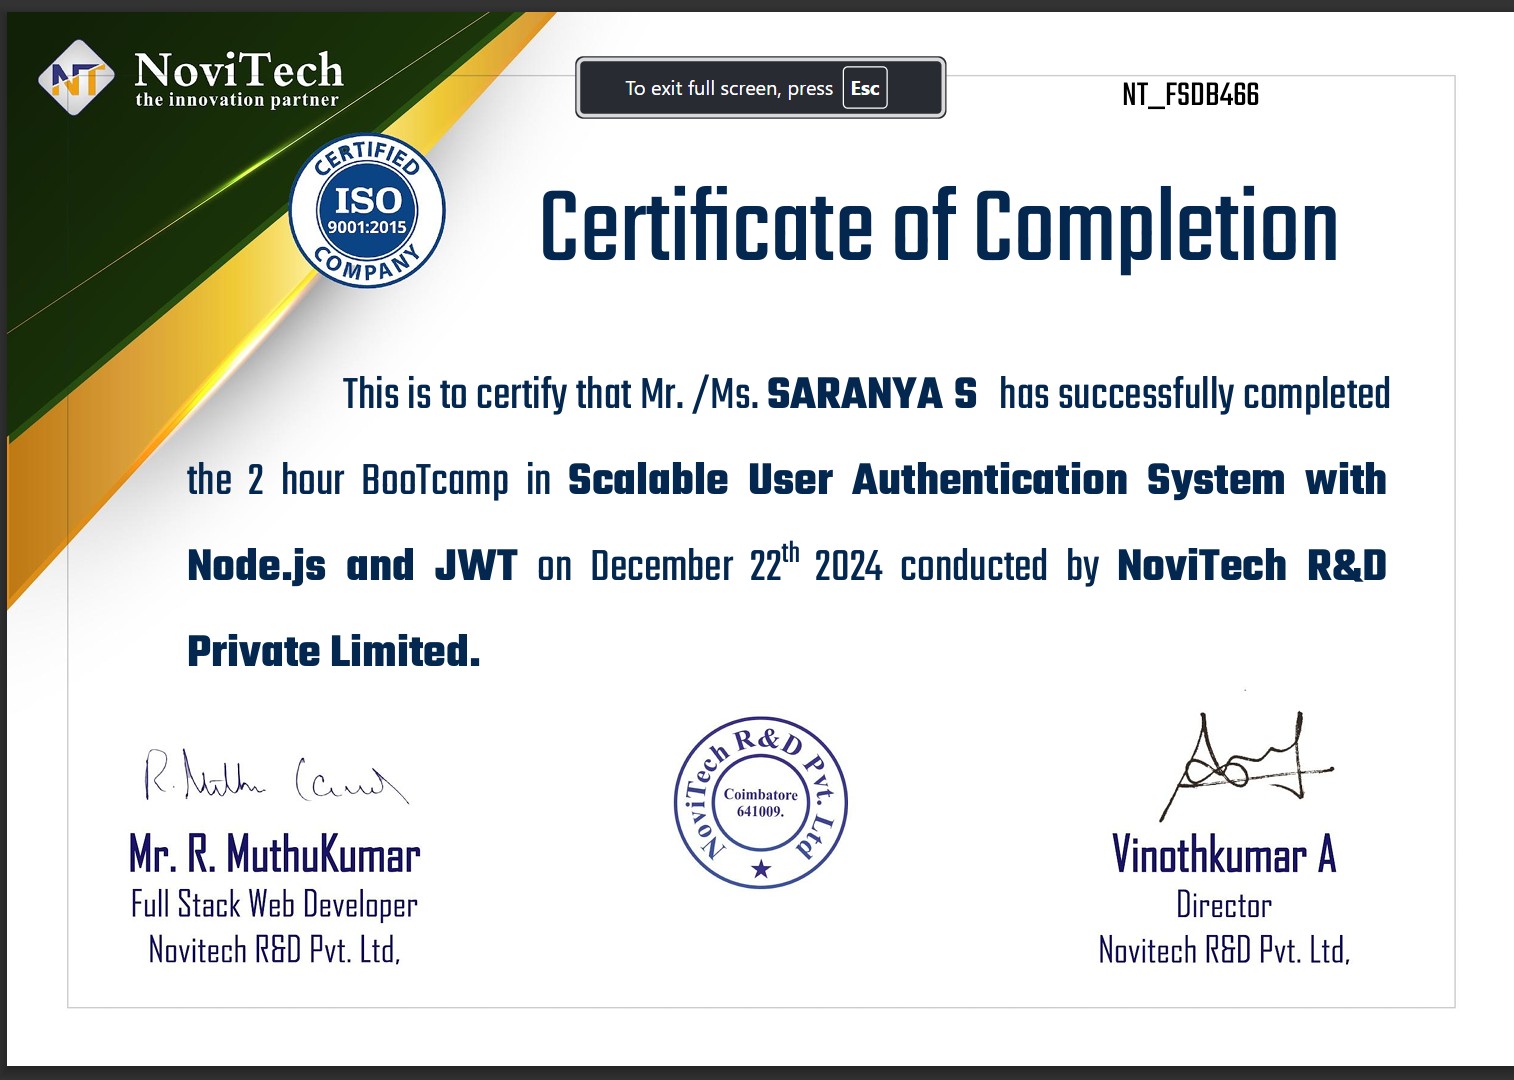 NT
NoviTech
the innovation partner
To exit full screen, press Esc
NT_FSDB466
CERTIFIED
ISO
9001:2015
COMPANY
Certificate of Completion
This is to certify that Mr. /Ms. SARANYA S has successfully completed
the 2 hour BooTcamp in Scalable User Authentication System with
Node.js and JWT on December 22th 2024 conducted by NoviTech R&D
Private Limited.
R. Muthu
NoviTech R&D Pvt. Ltd
Coimbatore
641009.
Mr. R. MuthuKumar
Full Stack Web Developer
Novitech R&D Pvt. Ltd,
Vinothkumar A
Director
Novitech R&D Pvt. Ltd,